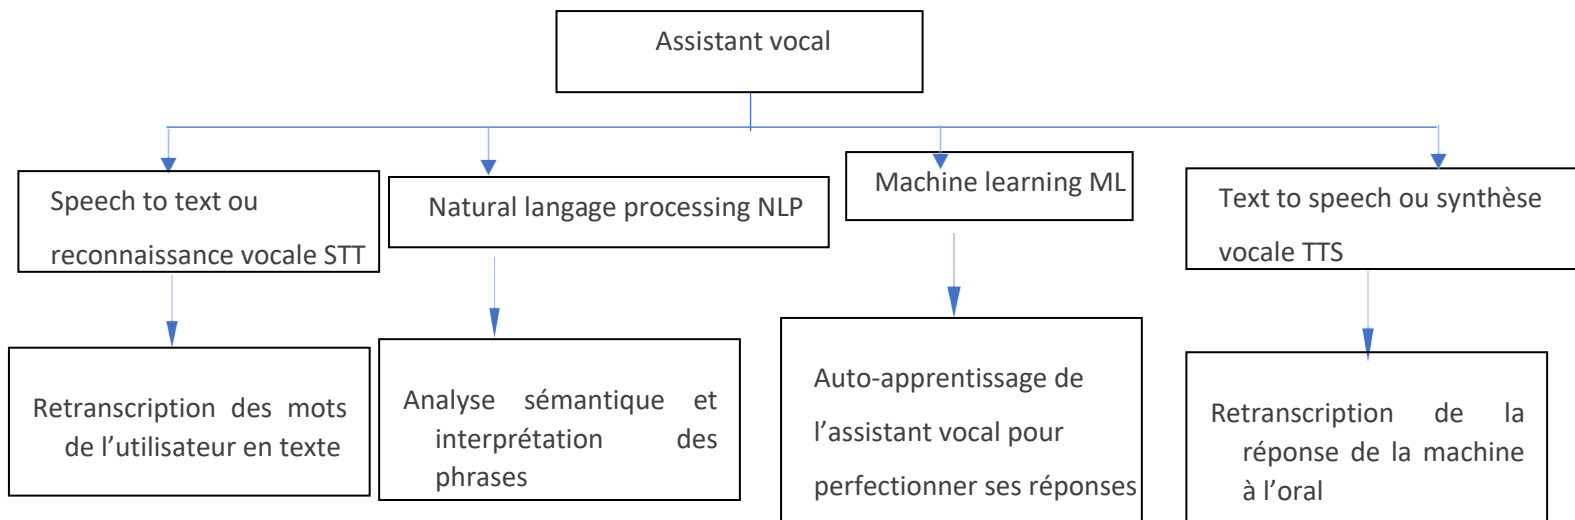 Assistant vocal
Speech to text ou
reconnaissance vocale STT
Natural langage processing NLP
Machine learning ML
Text to speech ou synthèse
vocale TTS
Retranscription des mots
de l’utilisateur en texte
Analyse sémantique et
interprétation des
phrases
Auto-apprentissage de
l’assistant vocal pour
perfectionner ses réponses
Retranscription de la
réponse de la machine
à l’oral